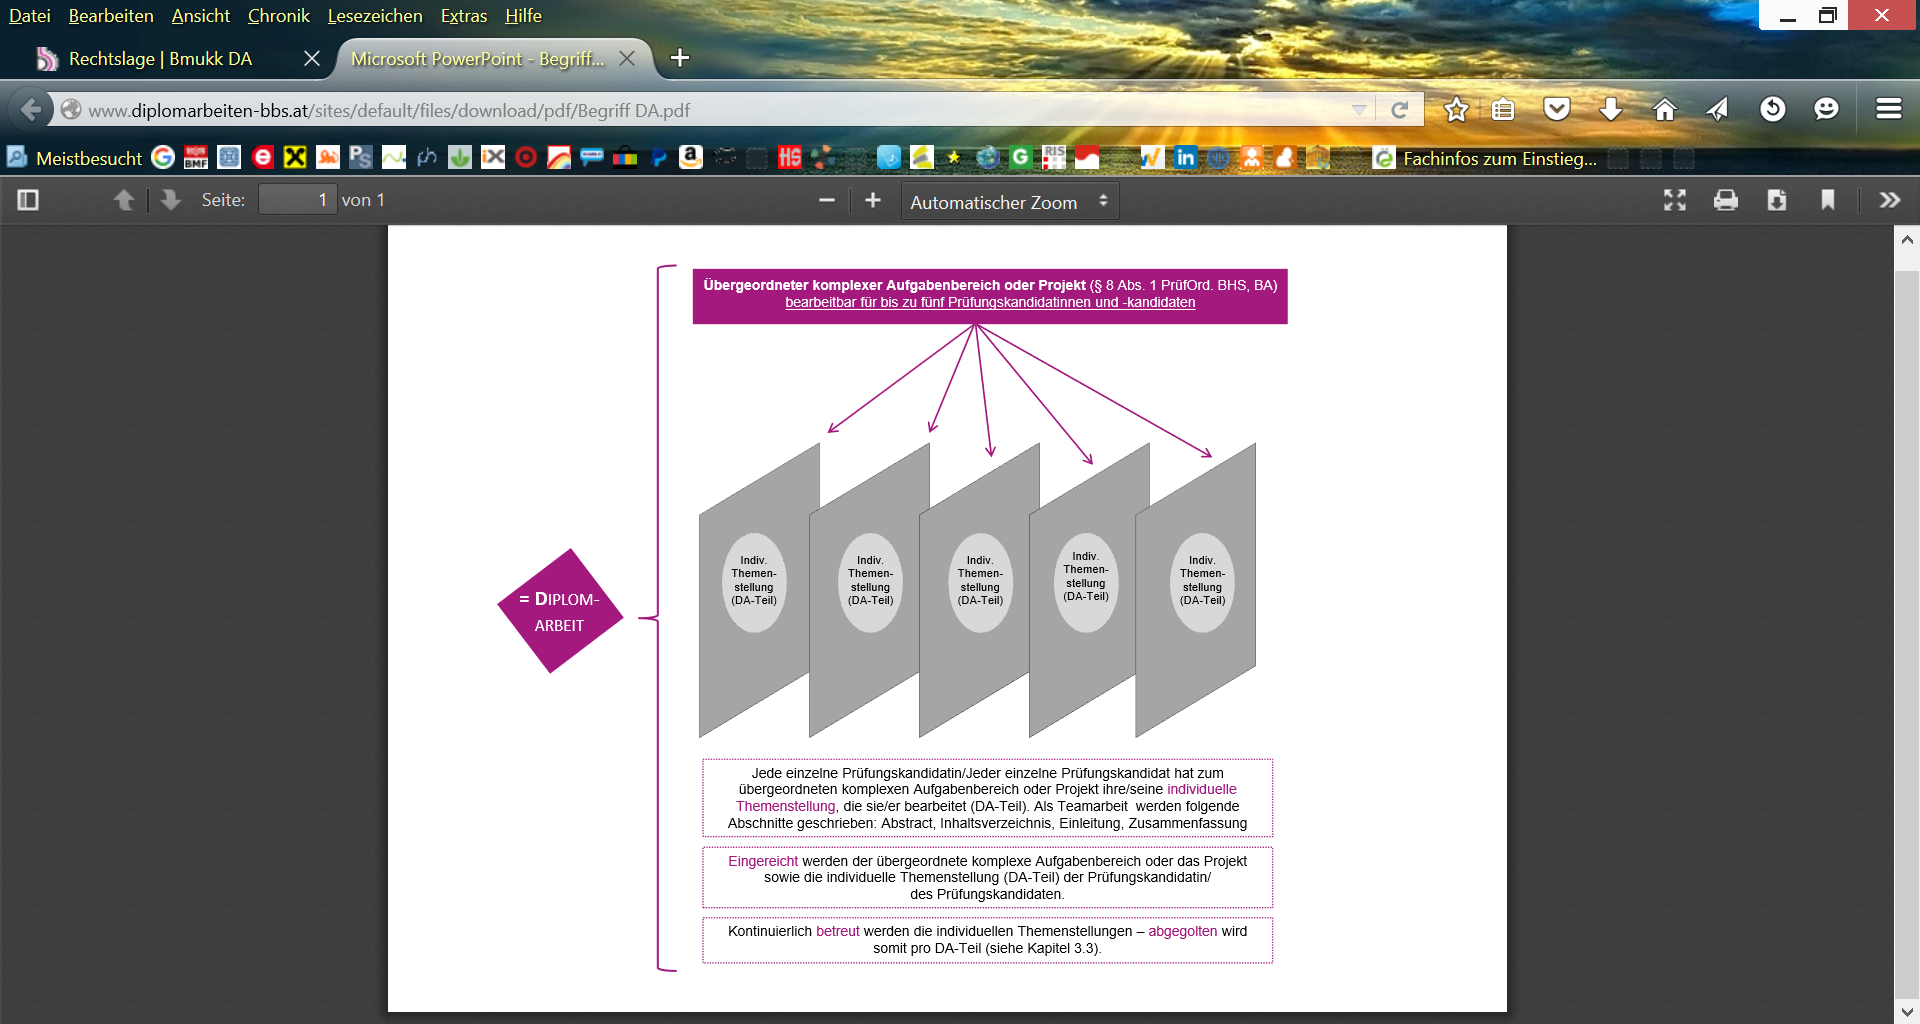 Datei Bearbeiten Ansicht Chronik Lesezeichen Extras Hilfe
Rechtslage | Bmukk DA
Microsoft PowerPoint - Begriff...
www.diplomarbeiten-bbs.at/sites/default/files/download/pdf/Begriff DA.pdf
Meistbesucht
BMF
PS
iX
HS
G
RIS
in
Fachinfos zum Einstieg...
Seite: 1 von 1
Automatischer Zoom
Übergeordneter komplexer Aufgabenbereich oder Projekt (§ 8 Abs. 1 PrüfOrd. BHS, BA)
bearbeitbar für bis zu fünf Prüfungskandidatinnen und -kandidaten
Indiv.
Themen-
stellung
(DA-Teil)
Indiv.
Themen-
stellung
(DA-Teil)
Indiv.
Themen-
stellung
(DA-Teil)
Indiv.
Themen-
stellung
(DA-Teil)
Indiv.
Themen-
stellung
(DA-Teil)
= DIPLOM-
ARBEIT
Jede einzelne Prüfungskandidatin/Jeder einzelne Prüfungskandidat hat zum
übergeordneten komplexen Aufgabenbereich oder Projekt ihre/seine individuelle
Themenstellung, die sie/er bearbeitet (DA-Teil). Als Teamarbeit werden folgende
Abschnitte geschrieben: Abstract, Inhaltsverzeichnis, Einleitung, Zusammenfassung
Eingereicht werden der übergeordnete komplexe Aufgabenbereich oder das Projekt
sowie die individuelle Themenstellung (DA-Teil) der Prüfungskandidatin/
des Prüfungskandidaten.
Kontinuierlich betreut werden die individuellen Themenstellungen – abgegolten wird
somit pro DA-Teil (siehe Kapitel 3.3).